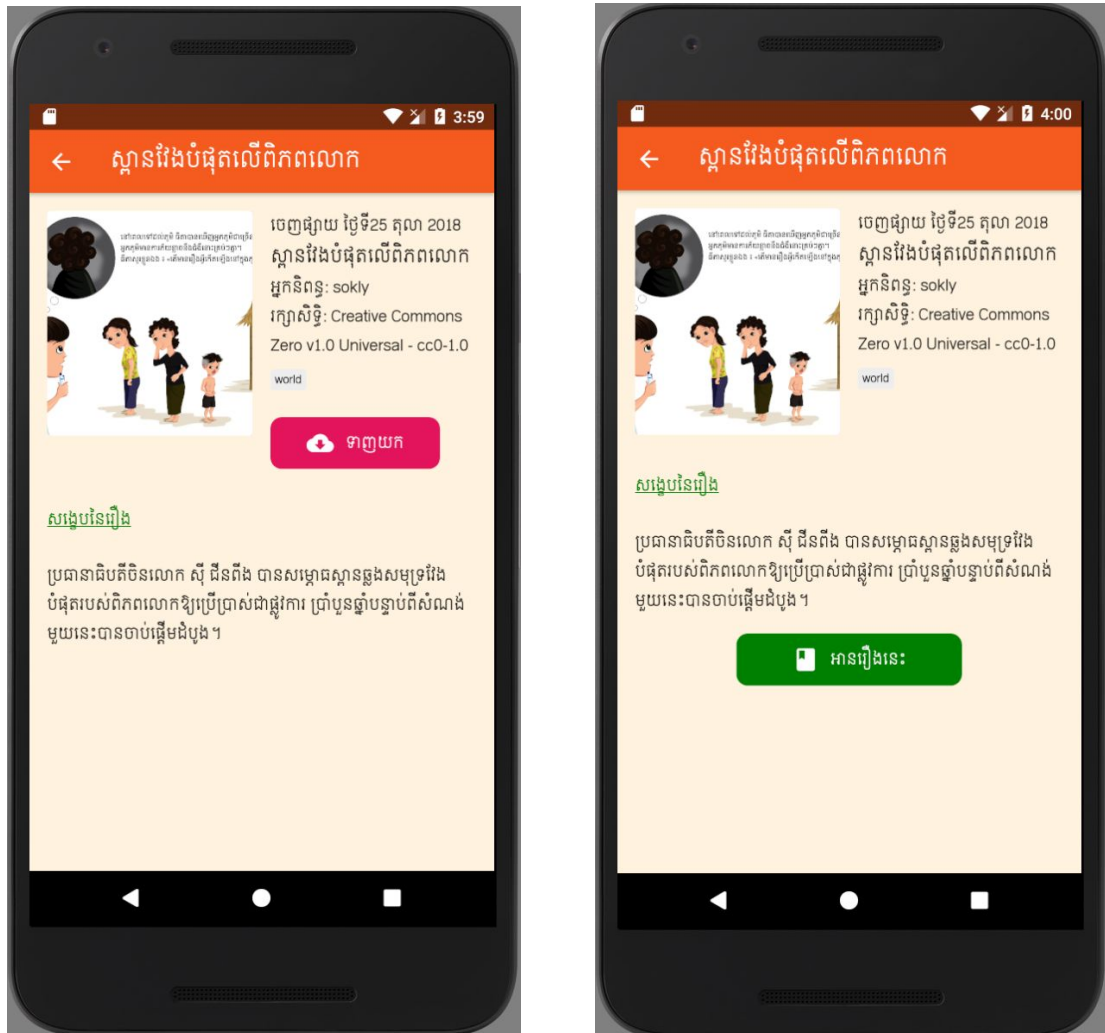 3:59
ស្ពានវែងបំផុតលើពិភពលោក
ចេញផ្សាយ ថ្ងៃទី25 តុលា 2018
ស្ពានវែងបំផុតលើពិភពលោក
អ្នកនិពន្ធ: sokly
រក្សាសិទ្ធិ: Creative Commons
Zero v1.0 Universal - cc0-1.0
world
ទាញយក
សង្ខេបនៃរឿង
ប្រធានាធិបតីចិនលោក ស៊ី ជីនពីង បានសម្ពោធស្ពានឆ្លងសមុទ្រវែង
បំផុតរបស់ពិភពលោកឱ្យប្រើប្រាស់ជាផ្លូវការ ប្រាំបួនឆ្នាំបន្ទាប់ពីសំណង់
មួយនេះបានចាប់ផ្តើមដំបូង។
4:00
ស្ពានវែងបំផុតលើពិភពលោក
ចេញផ្សាយ ថ្ងៃទី25 តុលា 2018
ស្ពានវែងបំផុតលើពិភពលោក
អ្នកនិពន្ធ: sokly
រក្សាសិទ្ធិ: Creative Commons
Zero v1.0 Universal - cc0-1.0
world
សង្ខេបនៃរឿង
ប្រធានាធិបតីចិនលោក ស៊ី ជីនពីង បានសម្ពោធស្ពានឆ្លងសមុទ្រវែង
បំផុតរបស់ពិភពលោកឱ្យប្រើប្រាស់ជាផ្លូវការ ប្រាំបួនឆ្នាំបន្ទាប់ពីសំណង់
មួយនេះបានចាប់ផ្តើមដំបូង។
អានរឿងនេះ